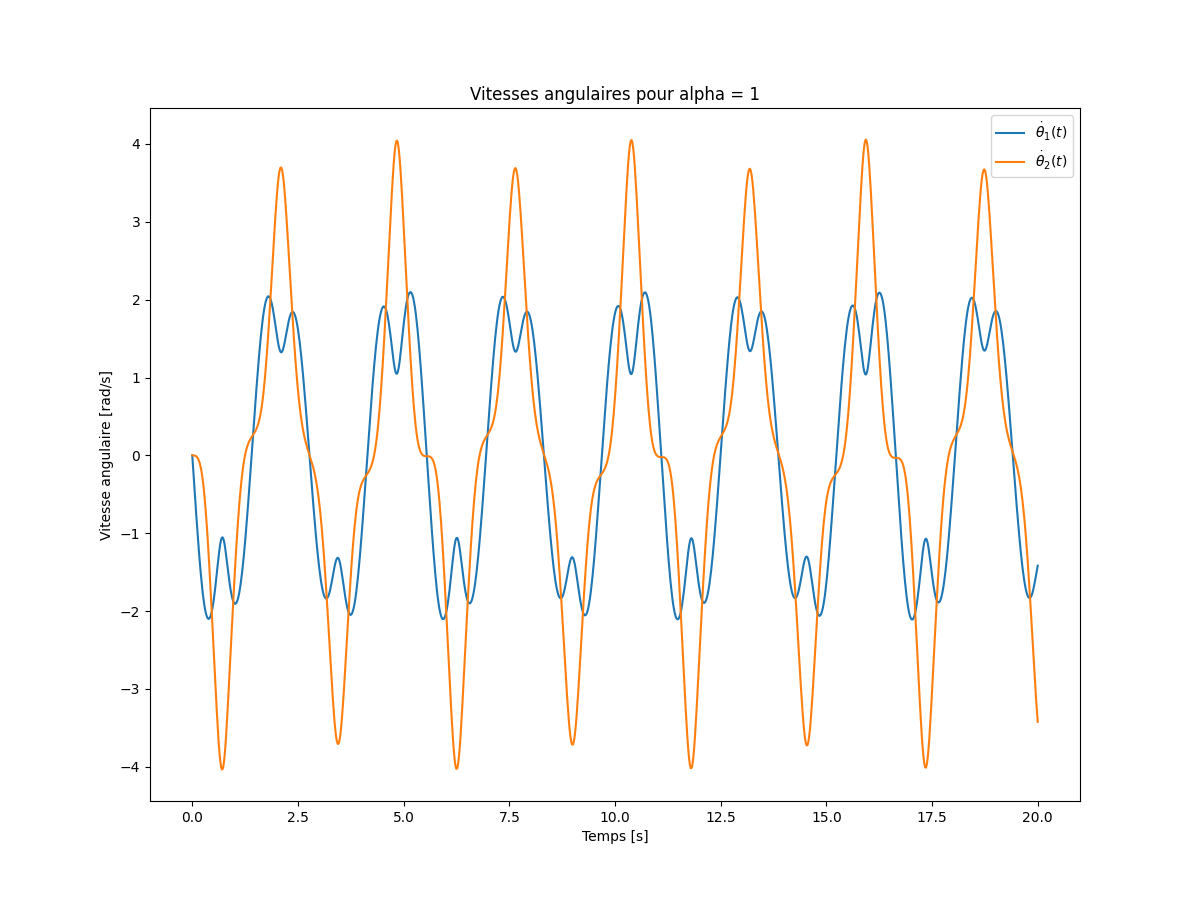 Vitesses angulaires pour alpha = 1
θ̇₁(t)
θ̇₂(t)
4
3
2
1
0
−1
−2
−3
−4
Vitesse angulaire [rad/s]
0.0 2.5 5.0 7.5 10.0 12.5 15.0 17.5 20.0
Temps [s]